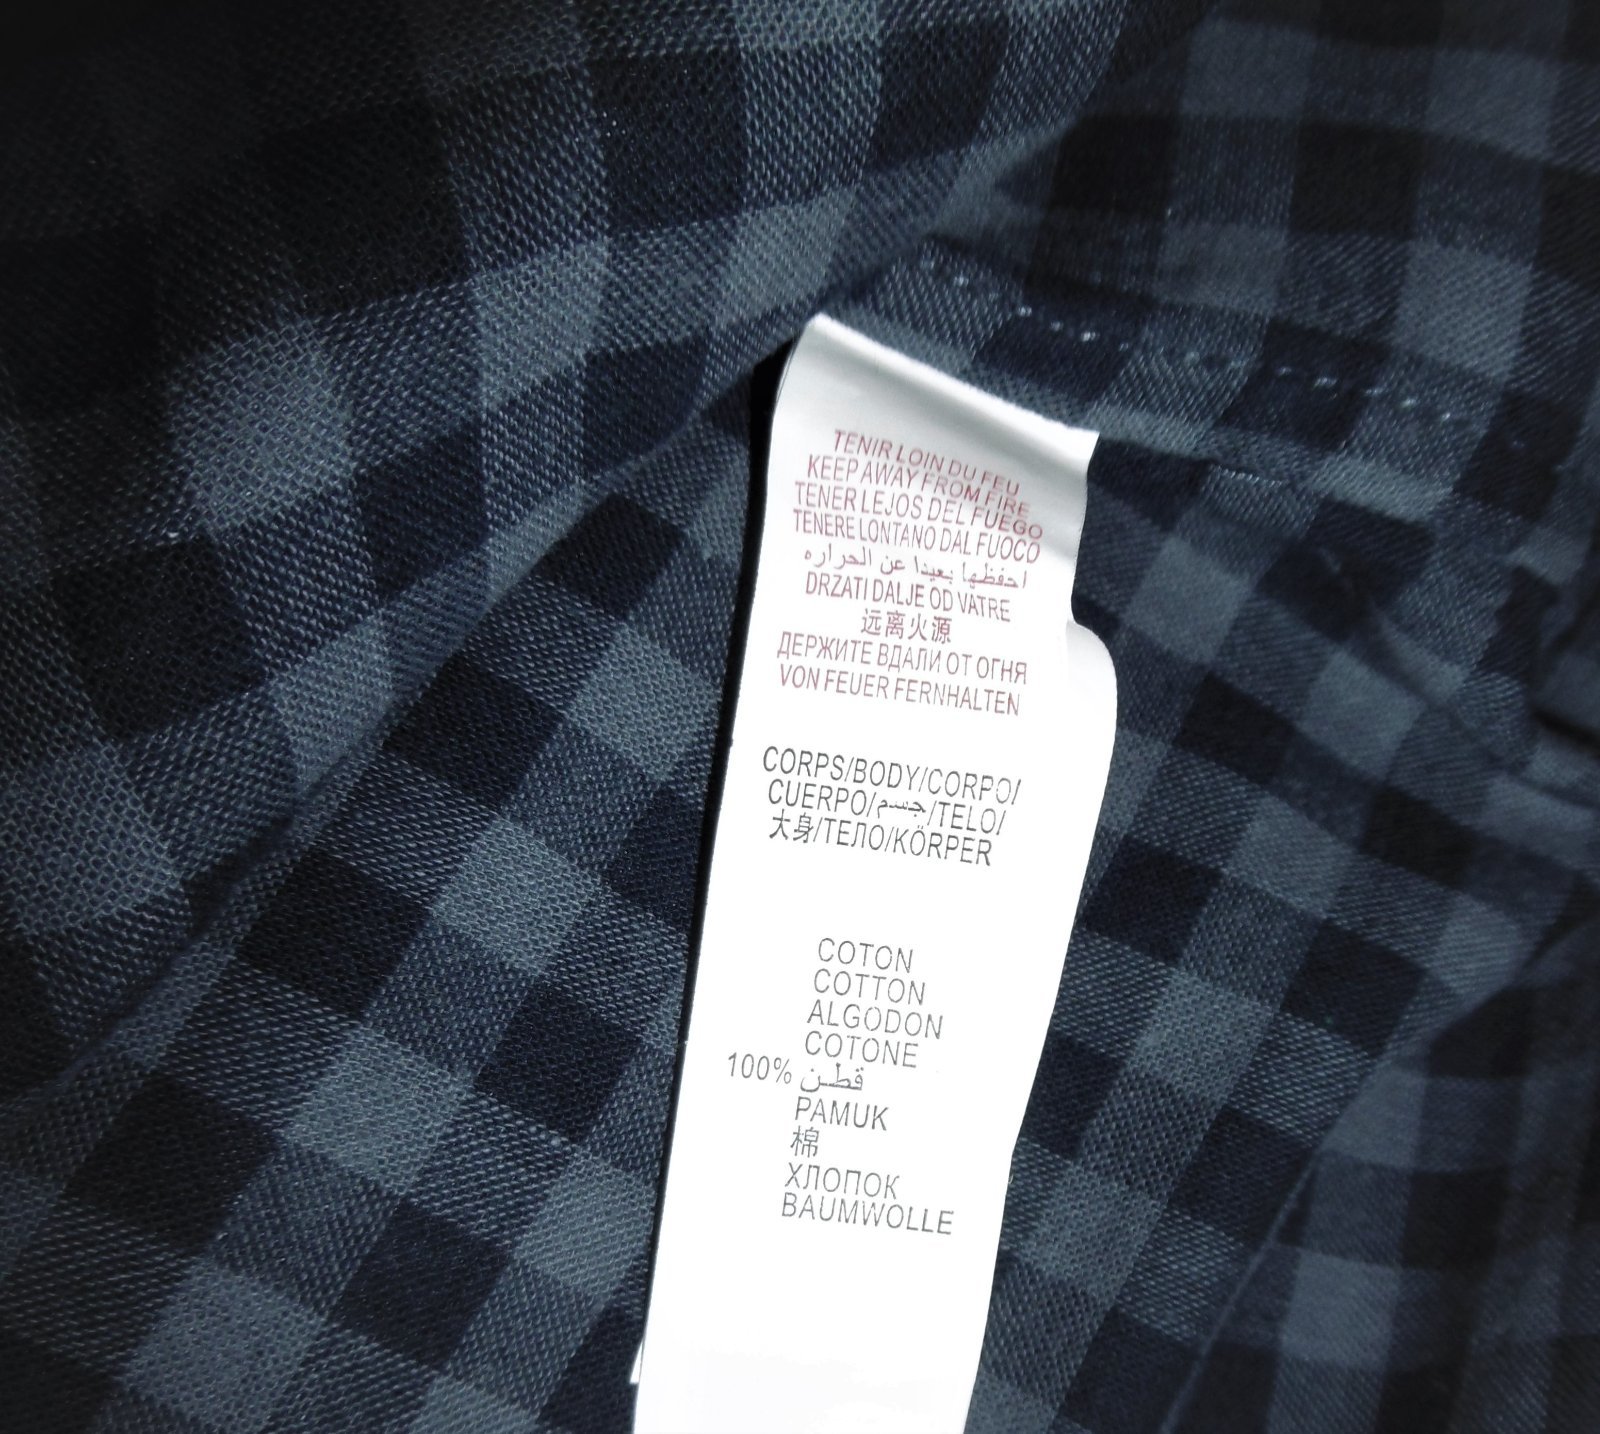 TENIR LOIN DU FEU
KEEP AWAY FROM FIRE
TENER LEJOS DEL FUEGO
TENERE LONTANO DAL FUOCO
احفظها بعيدا عن الحراره
DRZATI DALJE OD VATRE
远离火源
ДЕРЖИТЕ ВДАЛИ ОТ ОГНЯ
VON FEUER FERNHALTEN
CORPS/BODY/CORPO/
CUERPO/جسم/TELO/
大身/ТЕЛО/KÖRPER
COTON
COTTON
ALGODON
COTONE
100% قطن
PAMUK
棉
ХЛОПОК
BAUMWOLLE